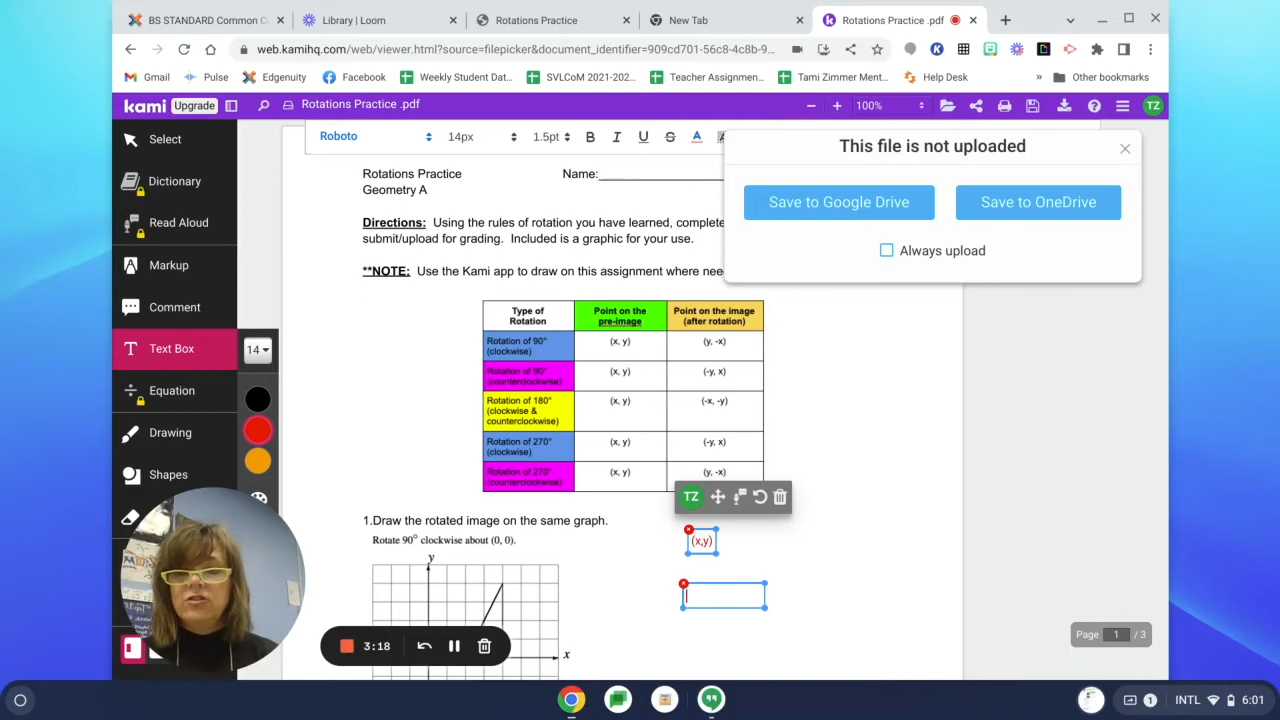 BS STANDARD Common C
Library | Loom
Rotations Practice
New Tab
Rotations Practice .pdf
web.kamihq.com/web/viewer.html?source=filepicker&document_identifier=909cd701-56c8-4c8b-9...
Gmail
Pulse
Edgenuity
Facebook
Weekly Student Dat...
SVLCoM 2021-202...
Teacher Assignmen...
Tami Zimmer Ment...
Help Desk
»
Other bookmarks
kami
Upgrade
Rotations Practice .pdf
100%
TZ
Select
Dictionary
Read Aloud
Markup
Comment
Text Box
14
Equation
Drawing
Shapes
Roboto
14px
1.5pt
B I U S A
This file is not uploaded
Save to Google Drive
Save to OneDrive
Always upload
Rotations Practice
Name:
Geometry A
Directions: Using the rules of rotation you have learned, complete
submit/upload for grading. Included is a graphic for your use.
**NOTE: Use the Kami app to draw on this assignment where nee
Type of Rotation
Point on the pre-image
Point on the image (after rotation)
Rotation of 90° (clockwise)
(x, y)
(y, -x)
Rotation of 90° (counterclockwise)
(x, y)
(-y, x)
Rotation of 180° (clockwise & counterclockwise)
(x, y)
(-x, -y)
Rotation of 270° (clockwise)
(x, y)
(-y, x)
Rotation of 270° (counterclockwise)
(x, y)
(y, -x)
TZ
1.Draw the rotated image on the same graph.
Rotate 90° clockwise about (0, 0).
(x,y)
y
x
3:18
Page 1 / 3
INTL
6:01